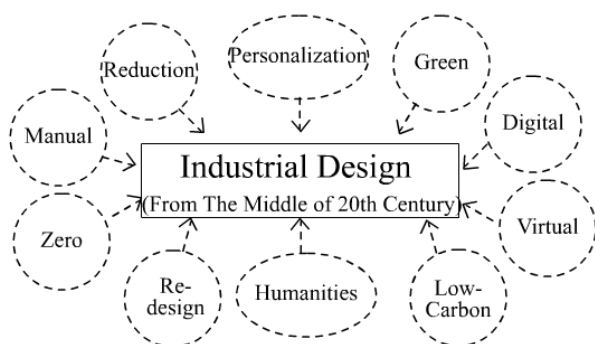 Personalization
Reduction
Green
Manual
Digital
Industrial Design
(From The Middle of 20th Century)
Zero
Virtual
Re-
design
Humanities
Low-
Carbon